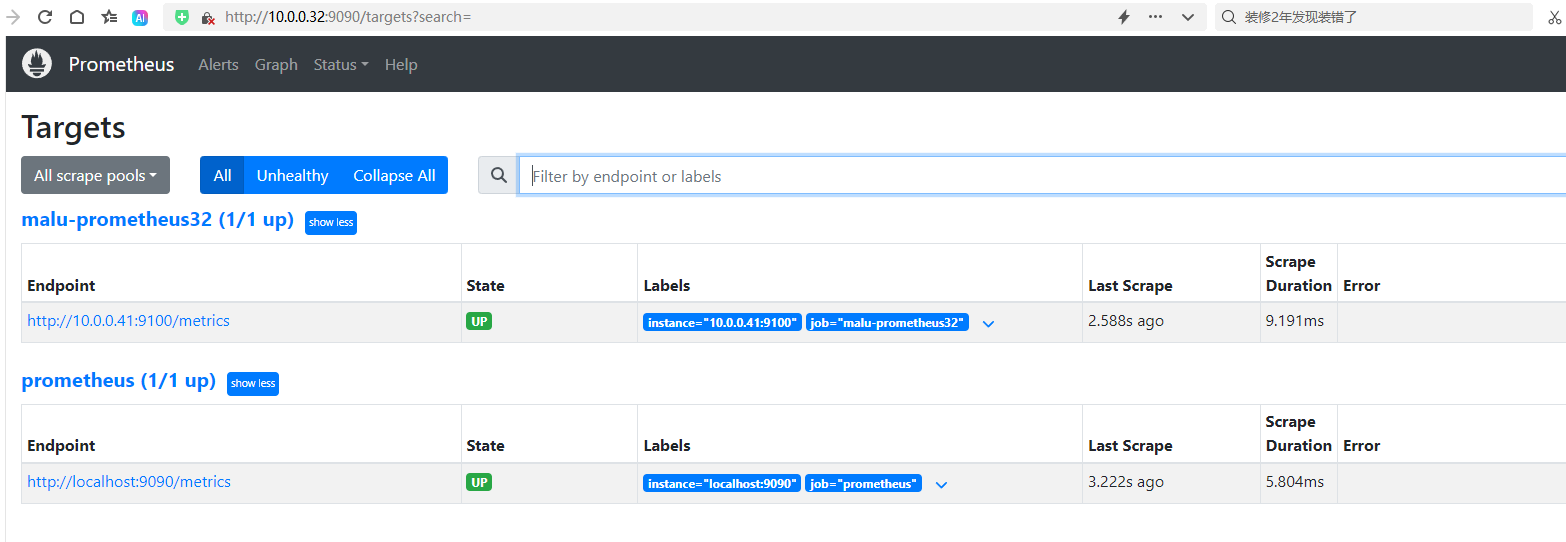 AI http://10.0.0.32:9090/targets?search= 装修2年发现装错了
Prometheus Alerts Graph Status Help
Targets
All scrape pools All Unhealthy Collapse All Filter by endpoint or labels
malu-prometheus32 (1/1 up) show less
Endpoint State Labels Last Scrape Scrape Duration Error
http://10.0.0.41:9100/metrics UP instance="10.0.0.41:9100" job="malu-prometheus32" 2.588s ago 9.191ms
prometheus (1/1 up) show less
Endpoint State Labels Last Scrape Scrape Duration Error
http://localhost:9090/metrics UP instance="localhost:9090" job="prometheus" 3.222s ago 5.804ms